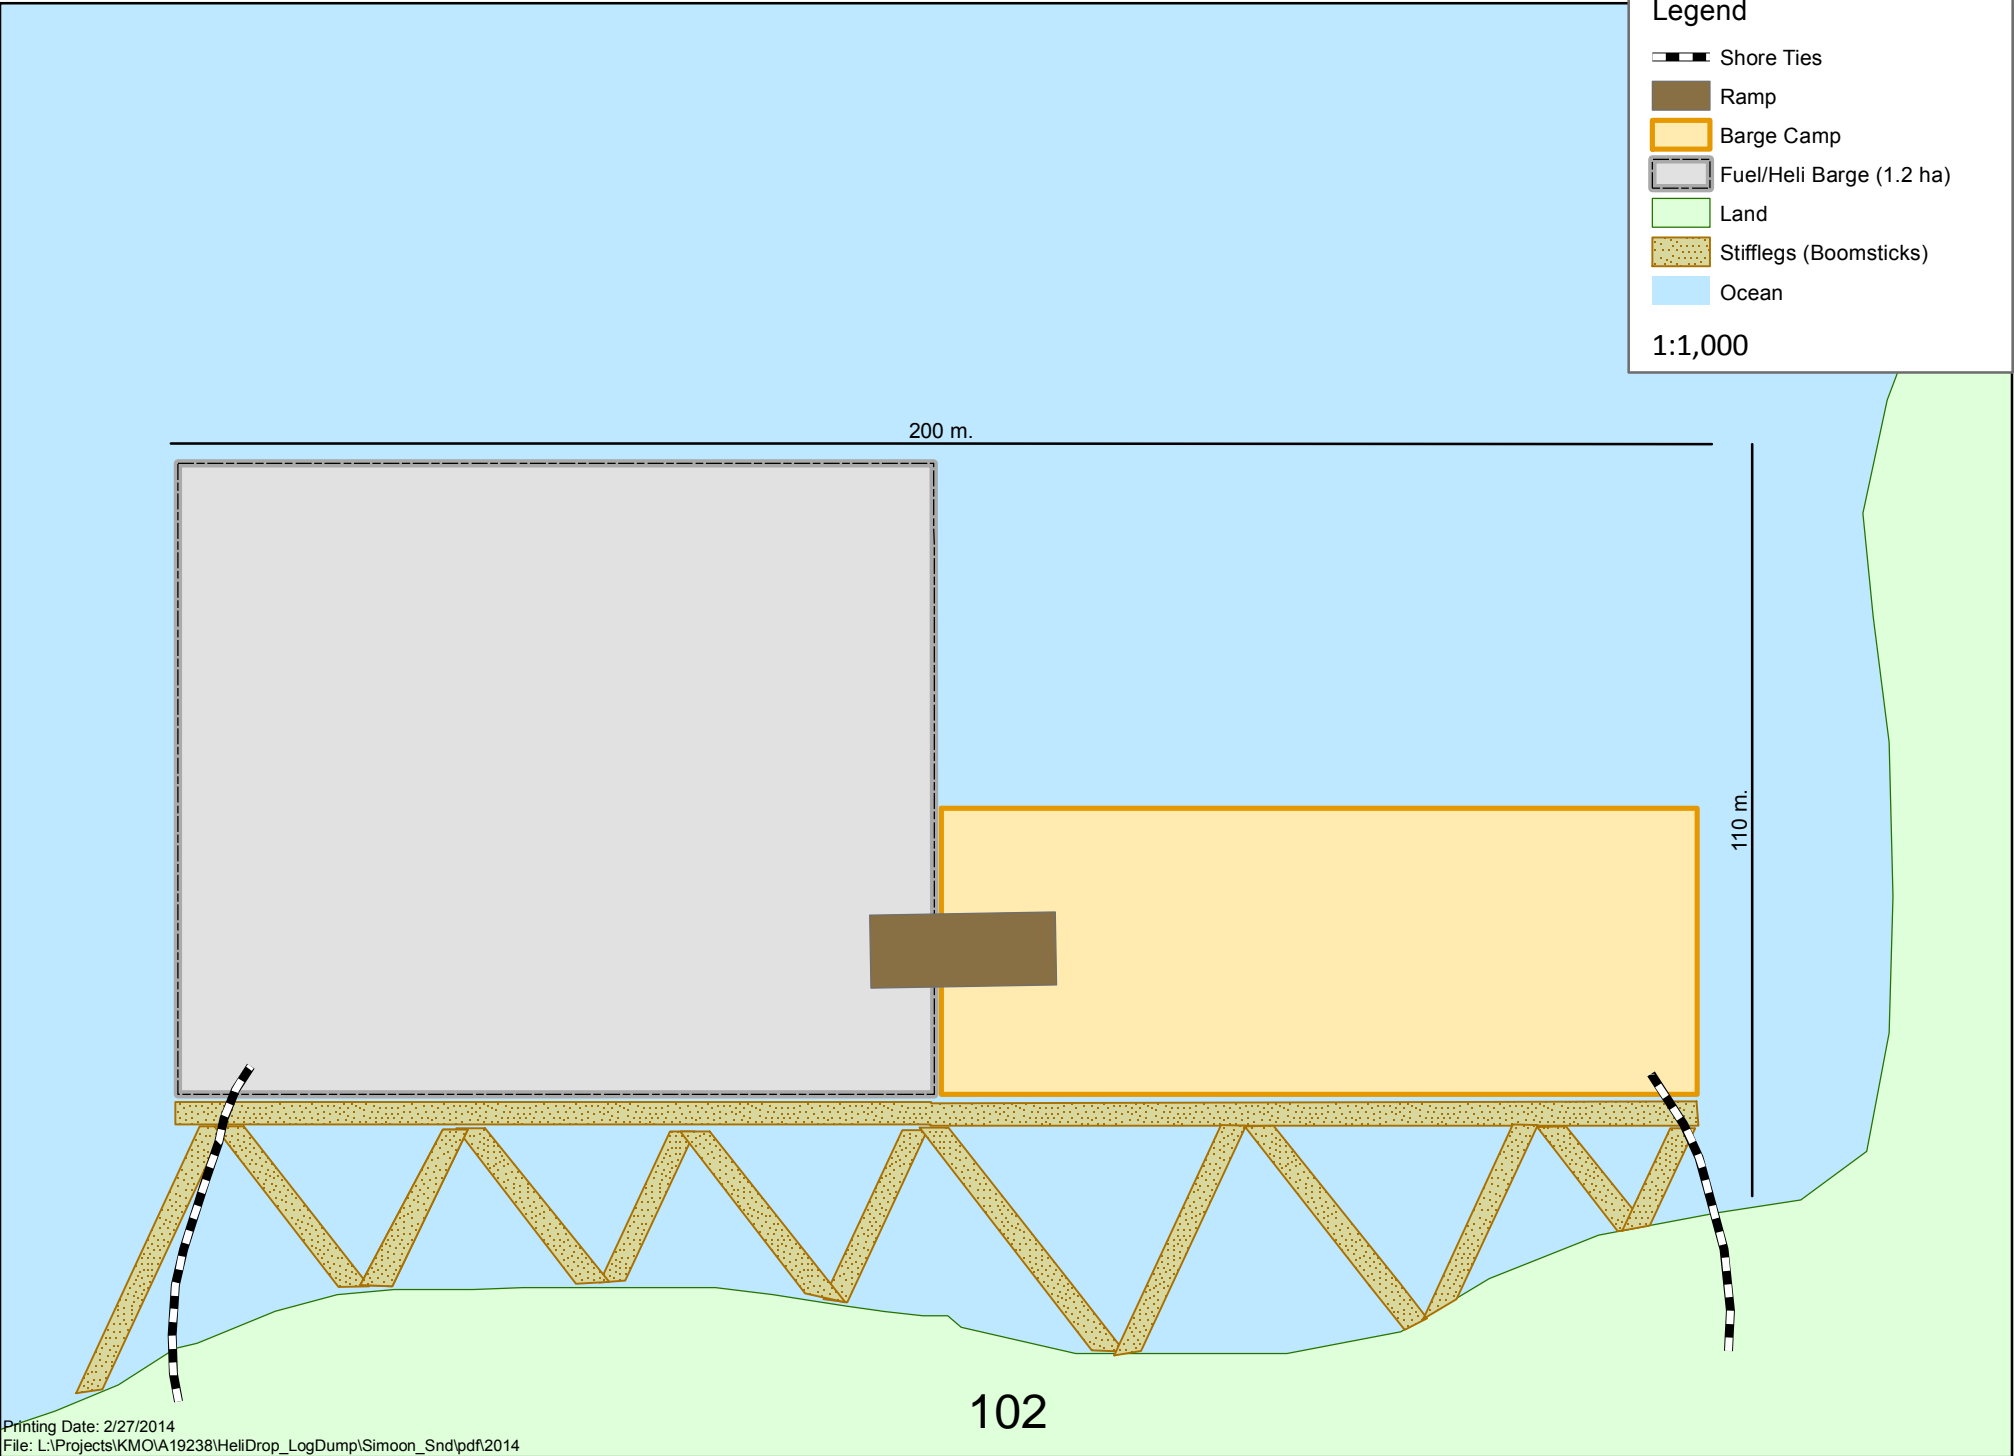 Legend
Shore Ties
Ramp
Barge Camp
Fuel/Heli Barge (1.2 ha)
Land
Stifflegs (Boomsticks)
Ocean
1:1,000
200 m.
110 m.
102
Printing Date: 2/27/2014
File: L:\Projects\KMO\A19238\HeliDrop_LogDump\Simoon_Snd\pdf\2014